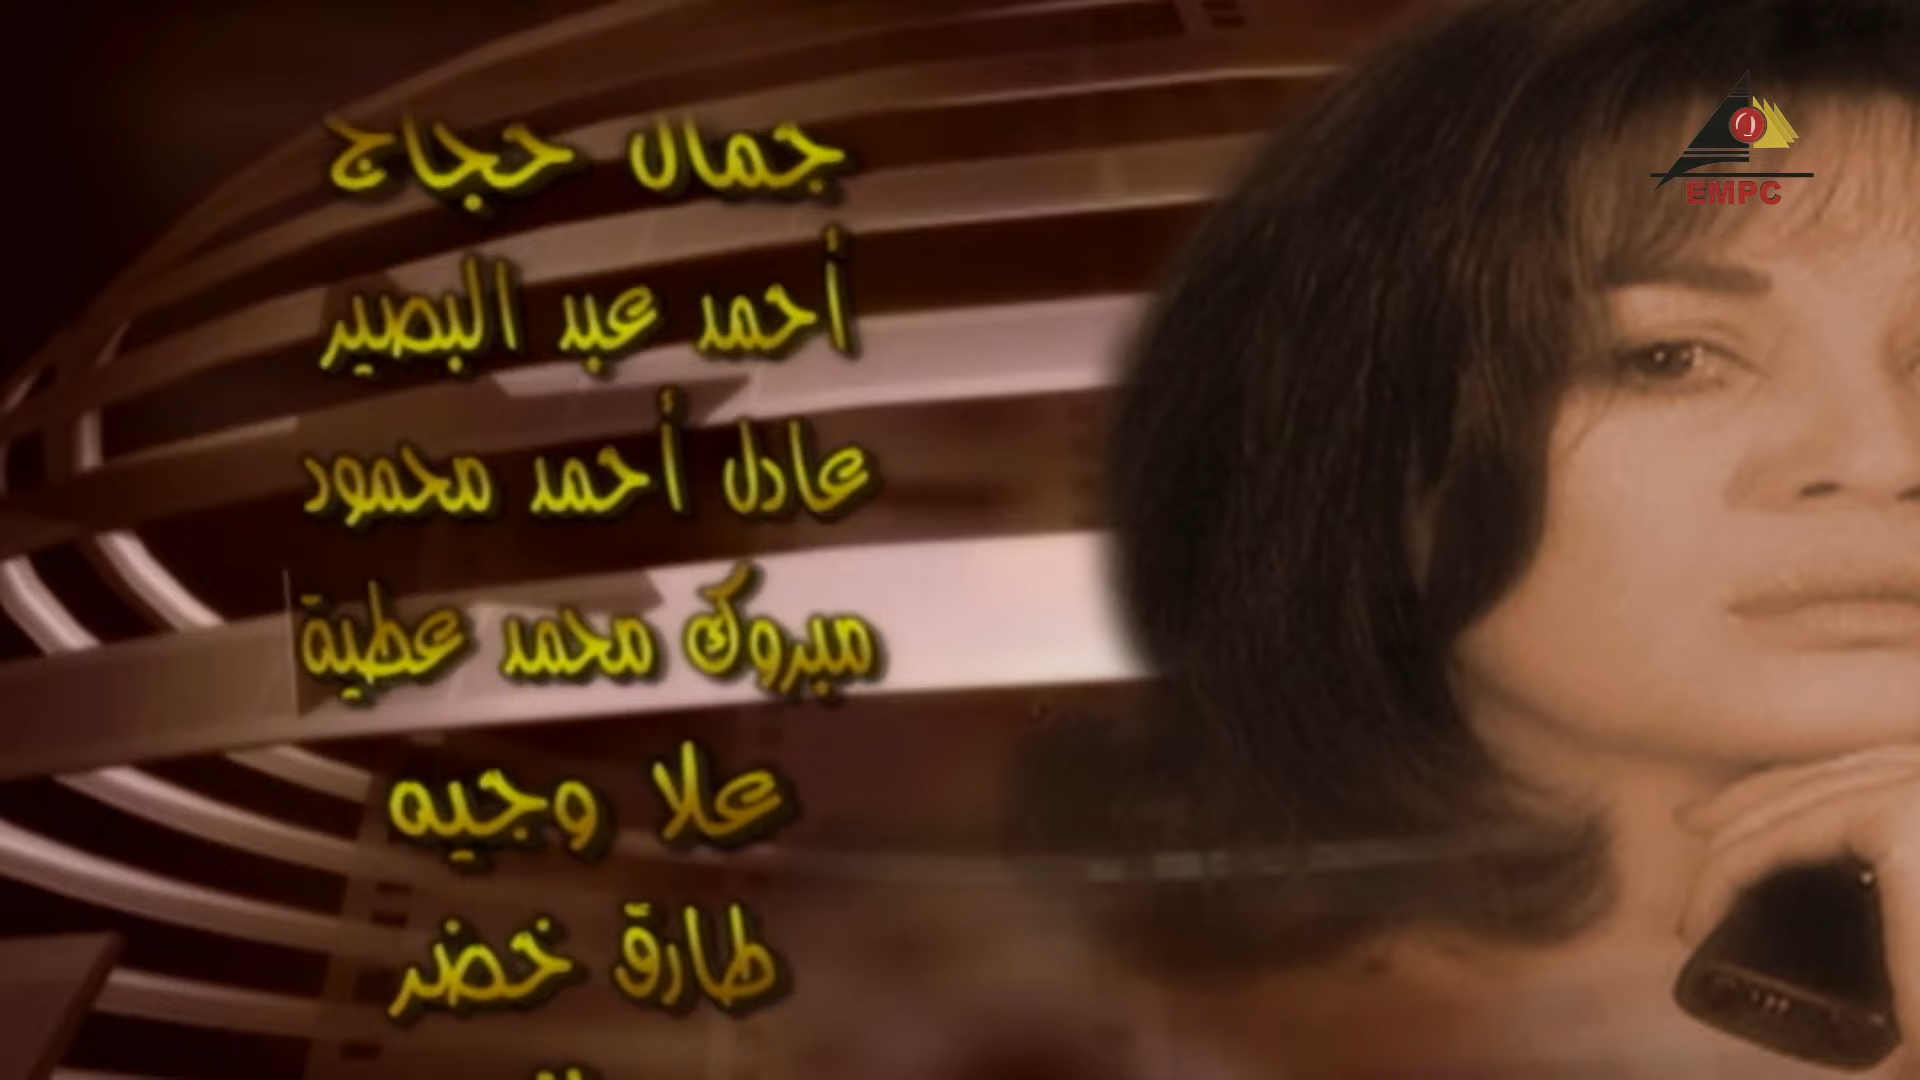 EMPC
جمال حجاج
أحمد عبد البصير
عادل أحمد محمود
مبروك محمد عطية
علا وجيه
طارق خضر